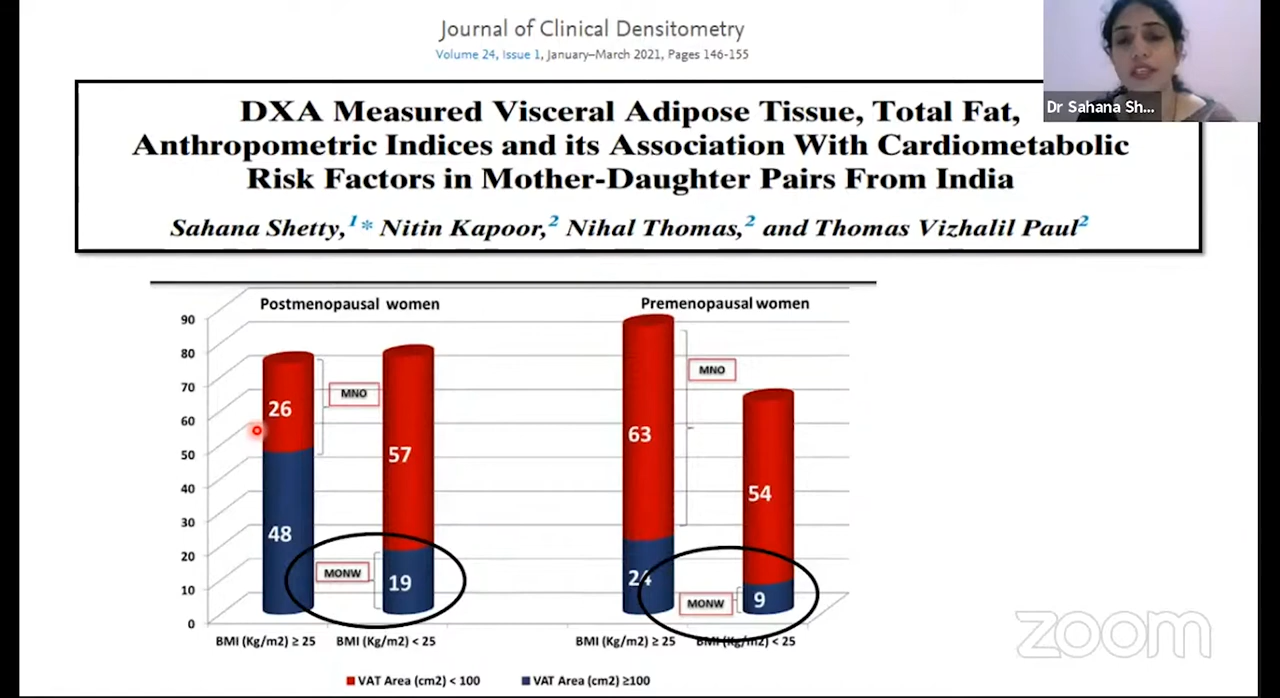 Journal of Clinical Densitometry
Volume 24, Issue 1, January–March 2021, Pages 146-155
Dr Sahana Sh...
DXA Measured Visceral Adipose Tissue, Total Fat,
Anthropometric Indices and its Association With Cardiometabolic
Risk Factors in Mother-Daughter Pairs From India
Sahana Shetty,1* Nitin Kapoor,2 Nihal Thomas,2 and Thomas Vizhalil Paul2
Postmenopausal women
Premenopausal women
90
80
70
60
50
40
30
20
10
0
26
48
MNO
57
MONW
19
63
24
MNO
54
MONW
9
BMI (Kg/m2) ≥ 25
BMI (Kg/m2) < 25
BMI (Kg/m2) ≥ 25
BMI (Kg/m2) < 25
VAT Area (cm2) < 100
VAT Area (cm2) ≥100
zoom